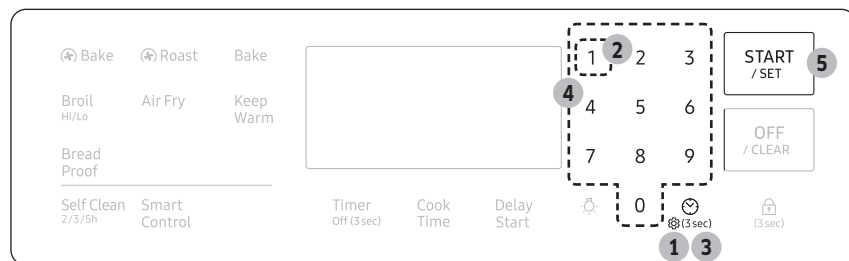 Bake Roast Bake
Broil Air Fry Keep
Hi/Lo Warm
Bread
Proof
Self Clean Smart
2/3/5h Control
Timer Cook Delay
Off (3 sec) Time Start
1 2 2 3
4 4 5 6
7 8 9
0
(3 sec)
1 3
START
/ SET
5
OFF
/ CLEAR
(3 sec)